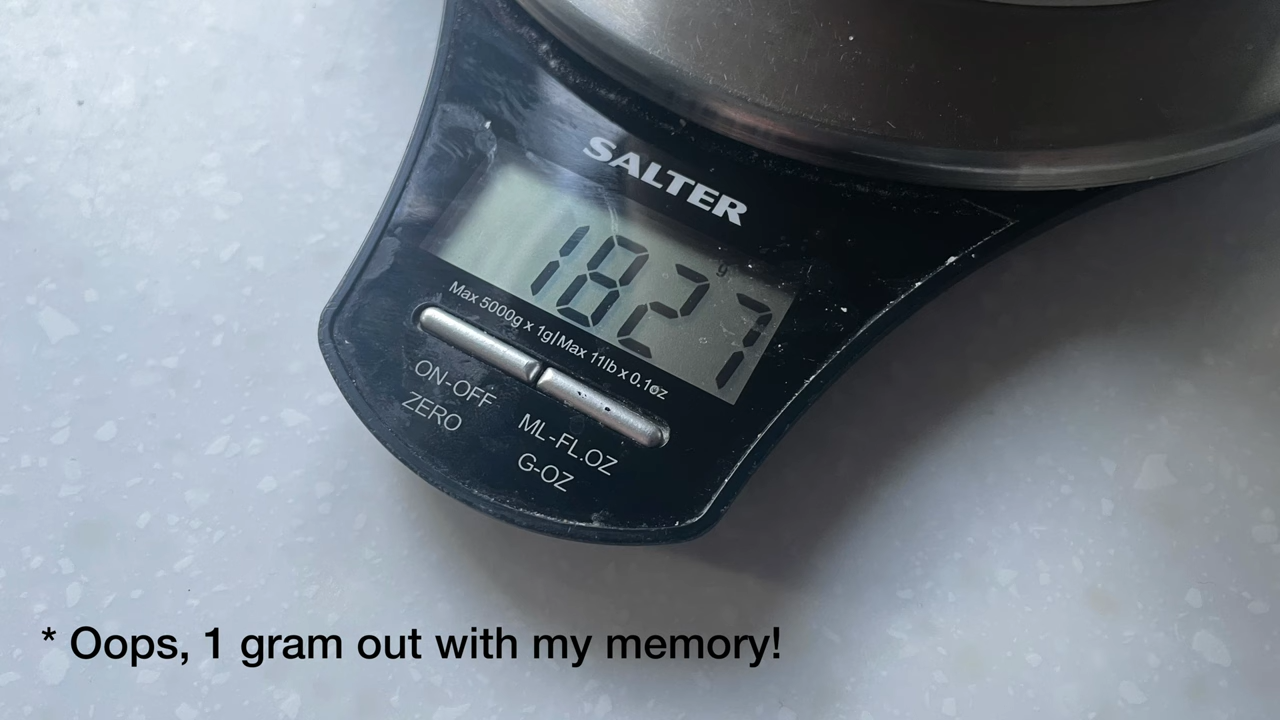 SALTER
g
1827
Max 5000g x 1g|Max 11lb x 0.1oz
ON-OFF
ZERO
ML-FL.OZ
G-OZ
* Oops, 1 gram out with my memory!